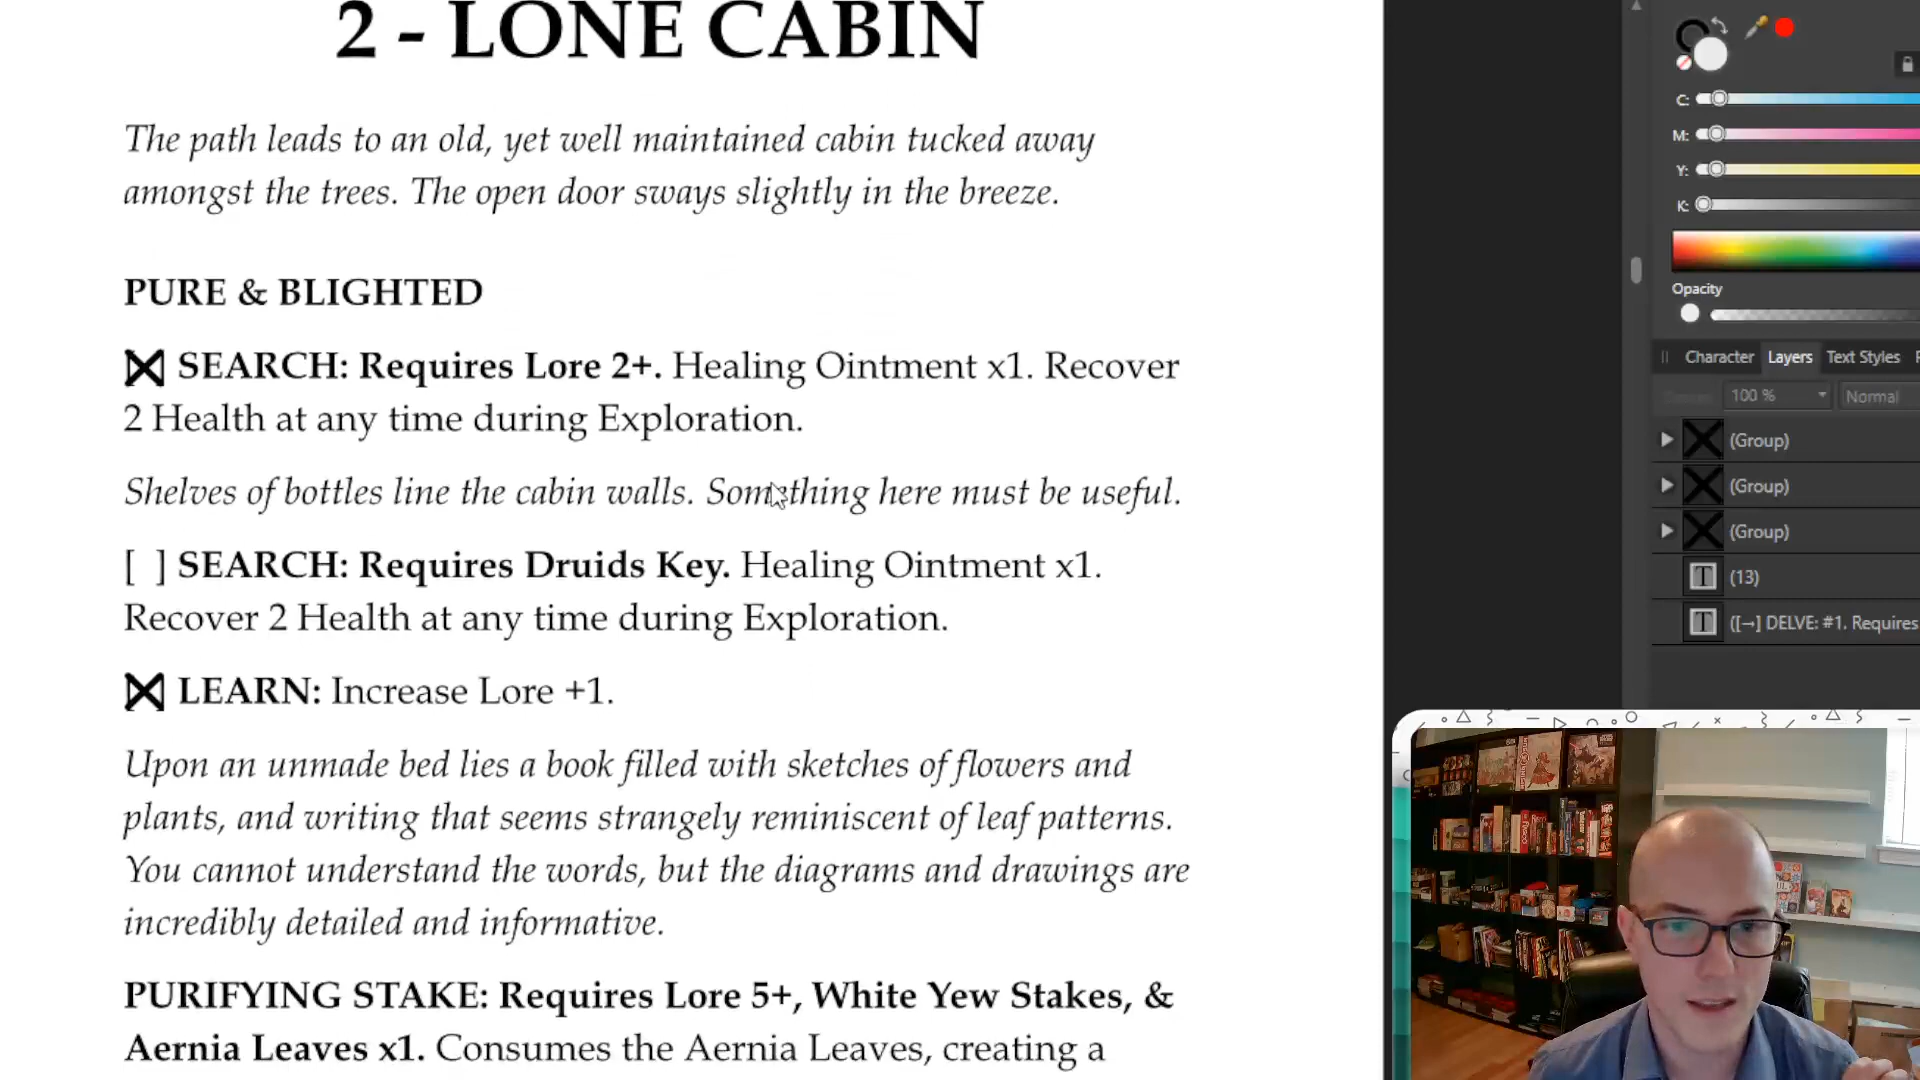 2 - LONE CABIN
The path leads to an old, yet well maintained cabin tucked away
amongst the trees. The open door sways slightly in the breeze.
PURE & BLIGHTED
SEARCH: Requires Lore 2+. Healing Ointment x1. Recover
2 Health at any time during Exploration.
Shelves of bottles line the cabin walls. Something here must be useful.
[ ] SEARCH: Requires Druids Key. Healing Ointment x1.
Recover 2 Health at any time during Exploration.
LEARN: Increase Lore +1.
Upon an unmade bed lies a book filled with sketches of flowers and
plants, and writing that seems strangely reminiscent of leaf patterns.
You cannot understand the words, but the diagrams and drawings are
incredibly detailed and informative.
PURIFYING STAKE: Requires Lore 5+, White Yew Stakes, &
Aernia Leaves x1. Consumes the Aernia Leaves, creating a
C:
M:
Y:
K:
Opacity
Character Layers Text Styles
100 % Normal
(Group)
(Group)
(Group)
(13)
([→] DELVE: #1. Requires